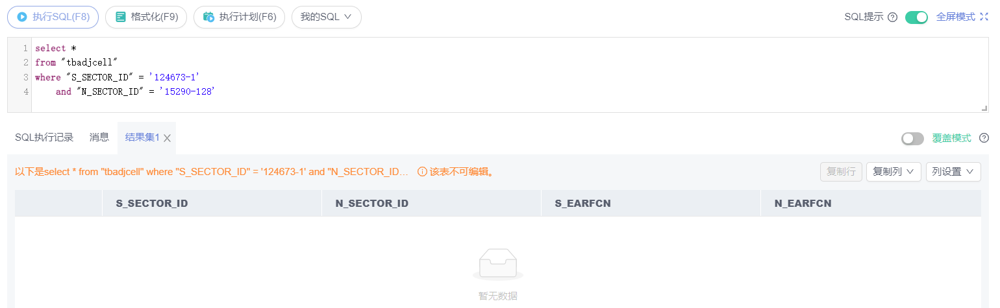 执行SQL(F8) 格式化(F9) 执行计划(F6) 我的SQL SQL提示 全屏模式
1 select *
2 from "tbadjcell"
3 where "S_SECTOR_ID" = '124673-1'
4 and "N_SECTOR_ID" = '15290-128'
SQL执行记录 消息 结果集1 覆盖模式
以下是select * from "tbadjcell" where "S_SECTOR_ID" = '124673-1' and "N_SECTOR_ID... 该表不可编辑。 复制行 复制列 列设置
S_SECTOR_ID N_SECTOR_ID S_EARFCN N_EARFCN
暂无数据